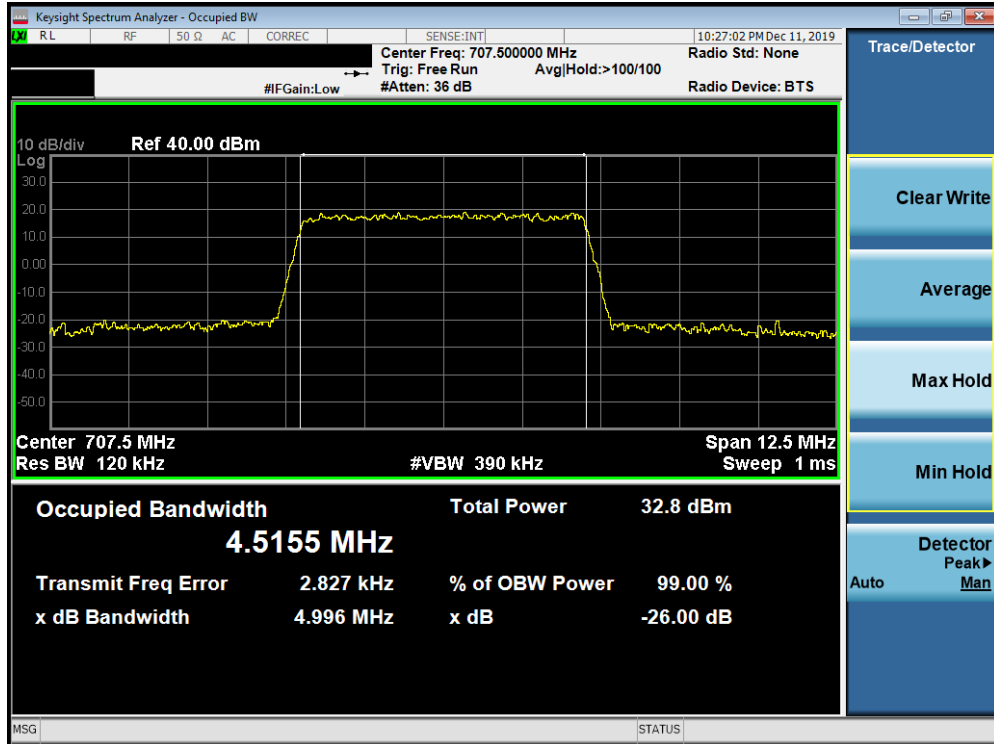 Keysight Spectrum Analyzer - Occupied BW
LXI RL RF 50 Ω AC CORREC SENSE:INT 10:27:02 PM Dec 11, 2019
Center Freq: 707.500000 MHz Radio Std: None
Trig: Free Run Avg|Hold:>100/100
#IFGain:Low #Atten: 36 dB Radio Device: BTS
Trace/Detector
10 dB/div Ref 40.00 dBm
Log
30.0
20.0
10.0
0.00
-10.0
-20.0
-30.0
-40.0
-50.0
Center 707.5 MHz Span 12.5 MHz
Res BW 120 kHz #VBW 390 kHz Sweep 1 ms
Occupied Bandwidth Total Power 32.8 dBm
4.5155 MHz
Transmit Freq Error 2.827 kHz % of OBW Power 99.00 %
x dB Bandwidth 4.996 MHz x dB -26.00 dB
Clear Write
Average
Max Hold
Min Hold
Detector
Peak▶
Auto Man
MSG STATUS